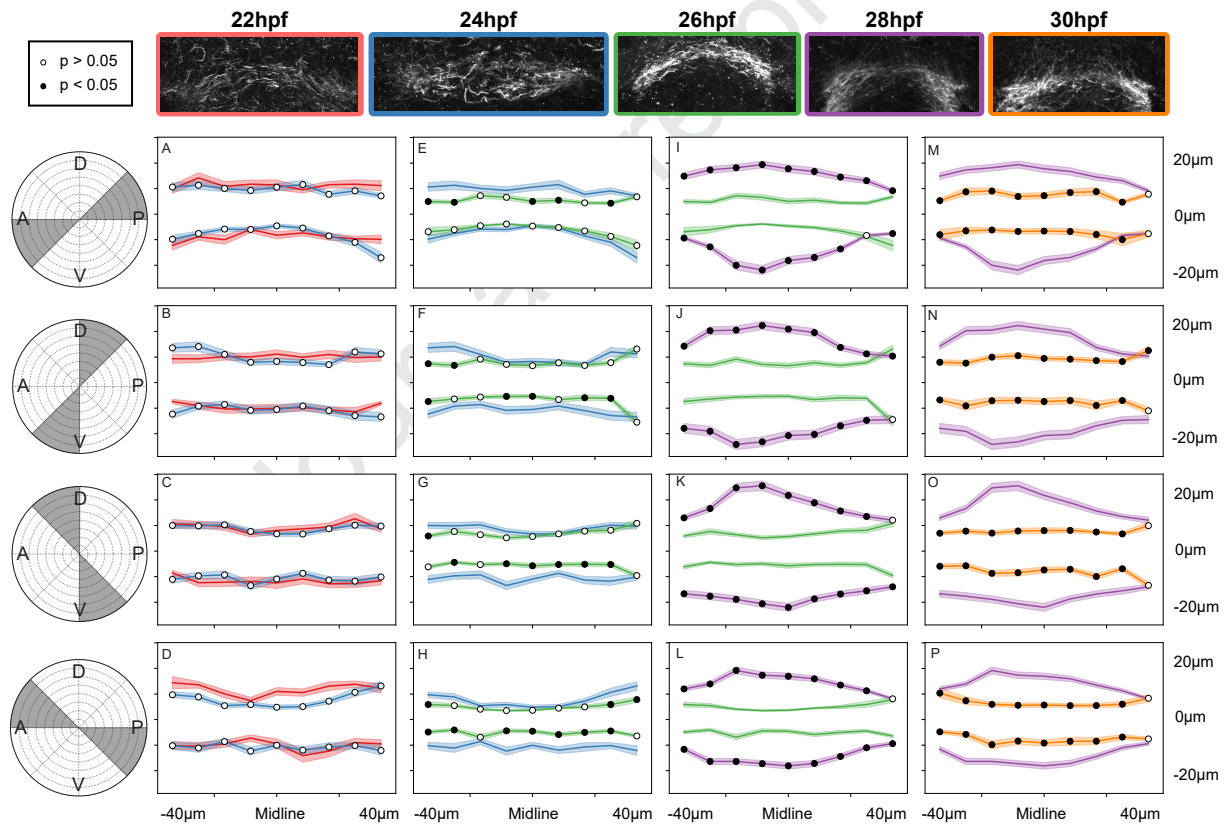 22hpf 24hpf 26hpf 28hpf 30hpf
p > 0.05
p < 0.05
A E I M
D
A P
V
20μm
0μm
-20μm
B F J N
D
A P
V
20μm
0μm
-20μm
C G K O
D
A P
V
20μm
0μm
-20μm
D H L P
D
A P
V
20μm
0μm
-20μm
-40μm Midline 40μm -40μm Midline 40μm -40μm Midline 40μm -40μm Midline 40μm